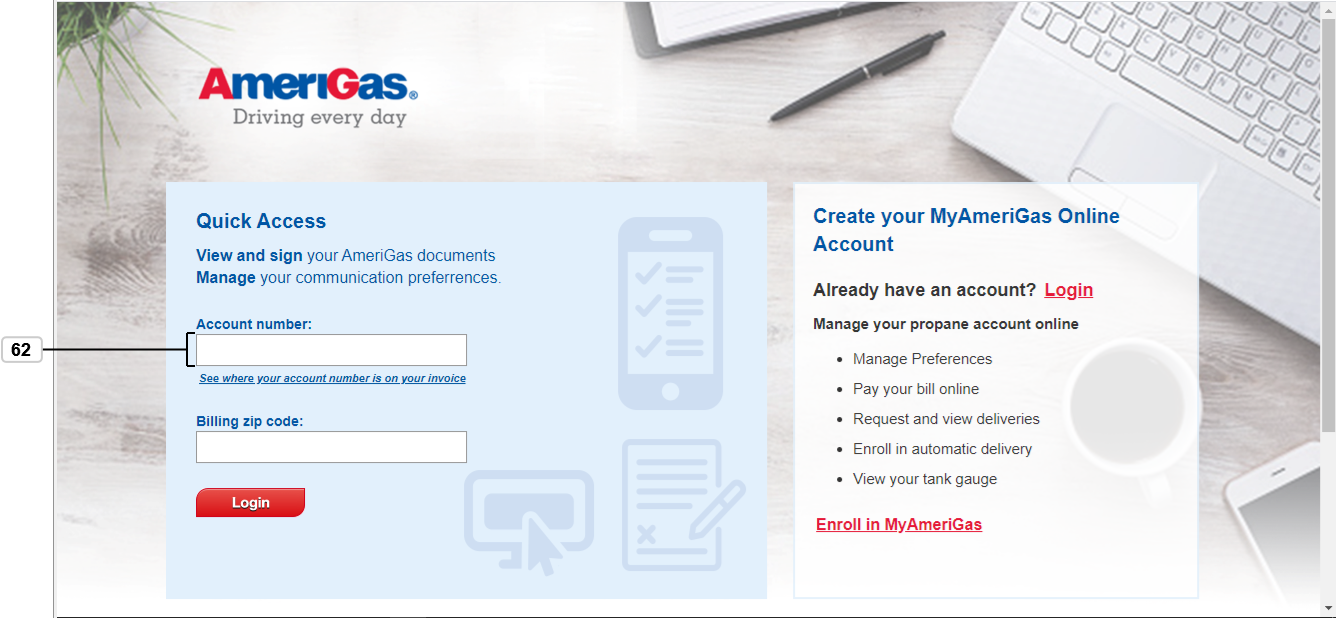 AmeriGas®
Driving every day
Quick Access
View and sign your AmeriGas documents
Manage your communication preferrences.
Account number:
62
See where your account number is on your invoice
Billing zip code:
Login
Create your MyAmeriGas Online
Account
Already have an account? Login
Manage your propane account online
• Manage Preferences
• Pay your bill online
• Request and view deliveries
• Enroll in automatic delivery
• View your tank gauge
Enroll in MyAmeriGas